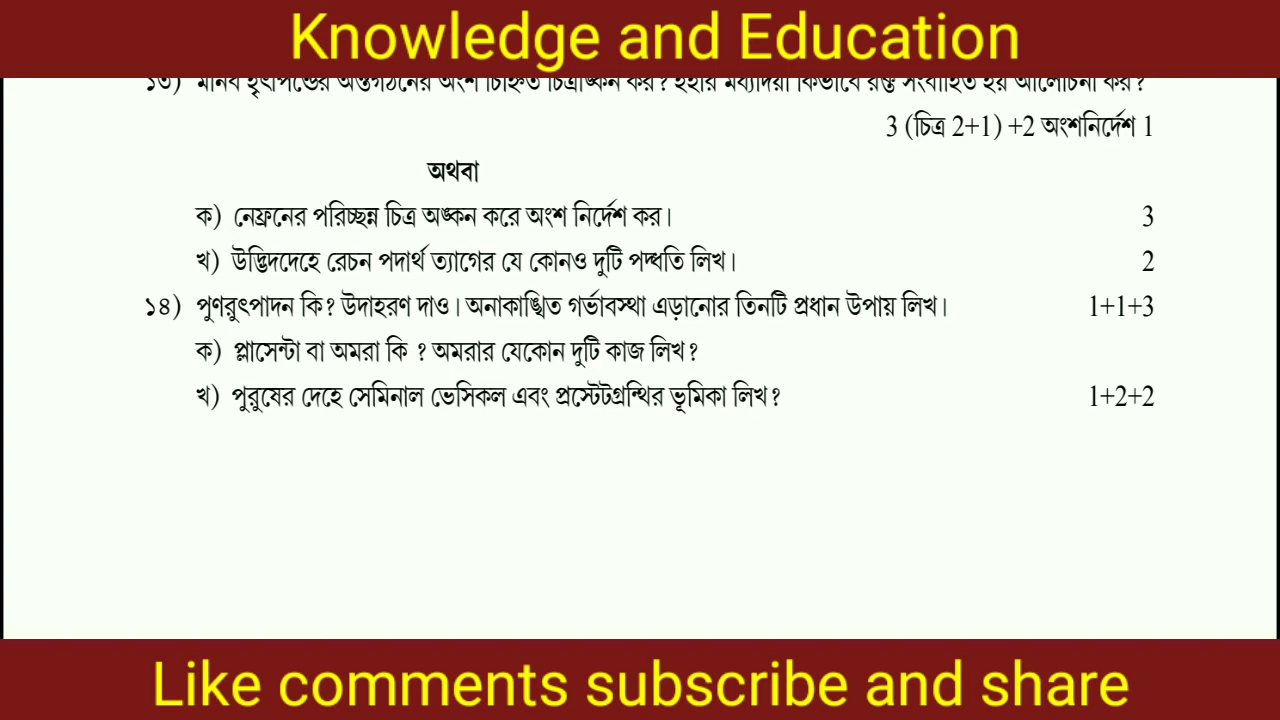 Knowledge and Education
১৩) মানব হৃৎপিণ্ডের অন্তর্গঠনের অংশ চিহ্নিত চিত্রাঙ্কন কর? ইহার মধ্যদিয়া কিভাবে রক্ত সংবাহিত হয় আলোচনা কর?
3 (চিত্র 2+1) +2 অংশনির্দেশ 1
অথবা
ক) নেফ্রনের পরিচ্ছন্ন চিত্র অঙ্কন করে অংশ নির্দেশ কর। 3
খ) উদ্ভিদদেহে রেচন পদার্থ ত্যাগের যে কোনও দুটি পদ্ধতি লিখ। 2
১৪) পুণরুৎপাদন কি? উদাহরণ দাও। অনাকাঙ্খিত গর্ভাবস্থা এড়ানোর তিনটি প্রধান উপায় লিখ। 1+1+3
ক) প্লাসেন্টা বা অমরা কি ? অমরার যেকোন দুটি কাজ লিখ?
খ) পুরুষের দেহে সেমিনাল ভেসিকল এবং প্রস্টেটগ্রন্থির ভূমিকা লিখ? 1+2+2
Like comments subscribe and share